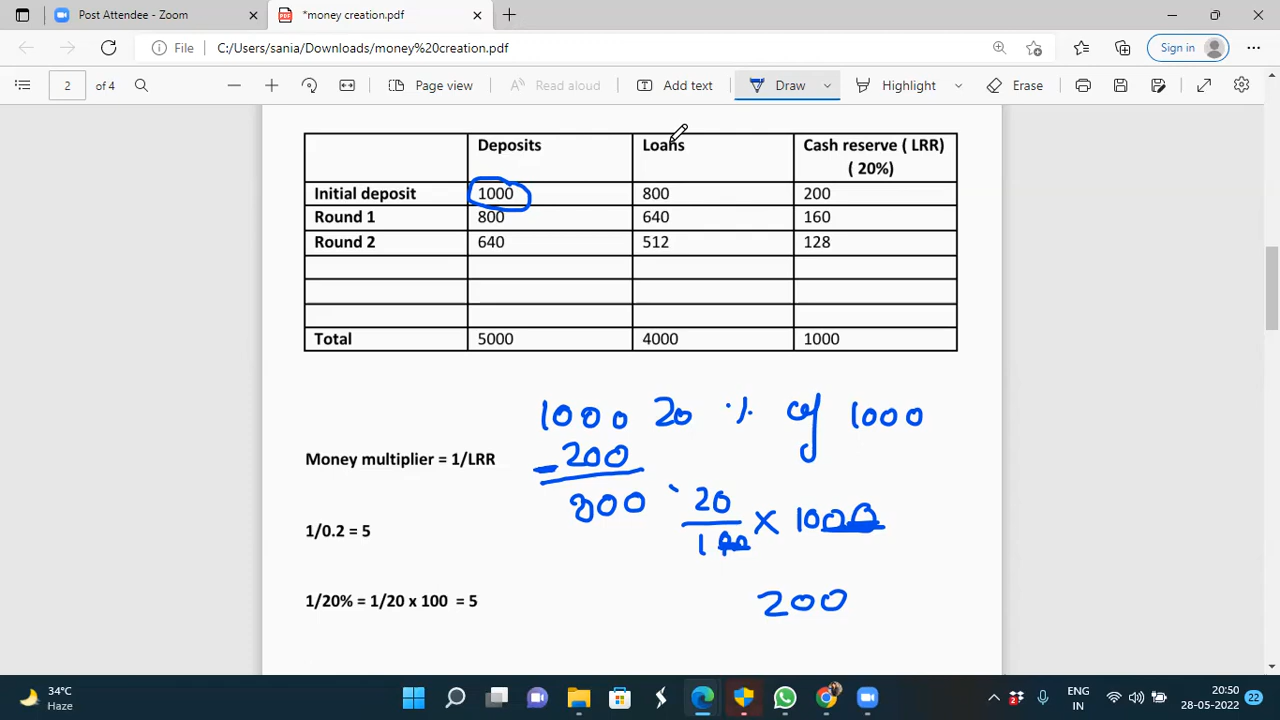 Post Attendee - Zoom
*money creation.pdf
File
C:/Users/sania/Downloads/money%20creation.pdf
Sign in
2
of 4
Page view
Read aloud
Add text
Draw
Highlight
Erase
Deposits
Loans
Cash reserve ( LRR)
( 20%)
Initial deposit
1000
800
200
Round 1
800
640
160
Round 2
640
512
128
Total
5000
4000
1000
1000 20 % of 1000
- 200
800
20
100
x 1000
200
Money multiplier = 1/LRR
1/0.2 = 5
1/20% = 1/20 x 100 = 5
34°C
Haze
2
ENG
IN
20:50
28-05-2022
22